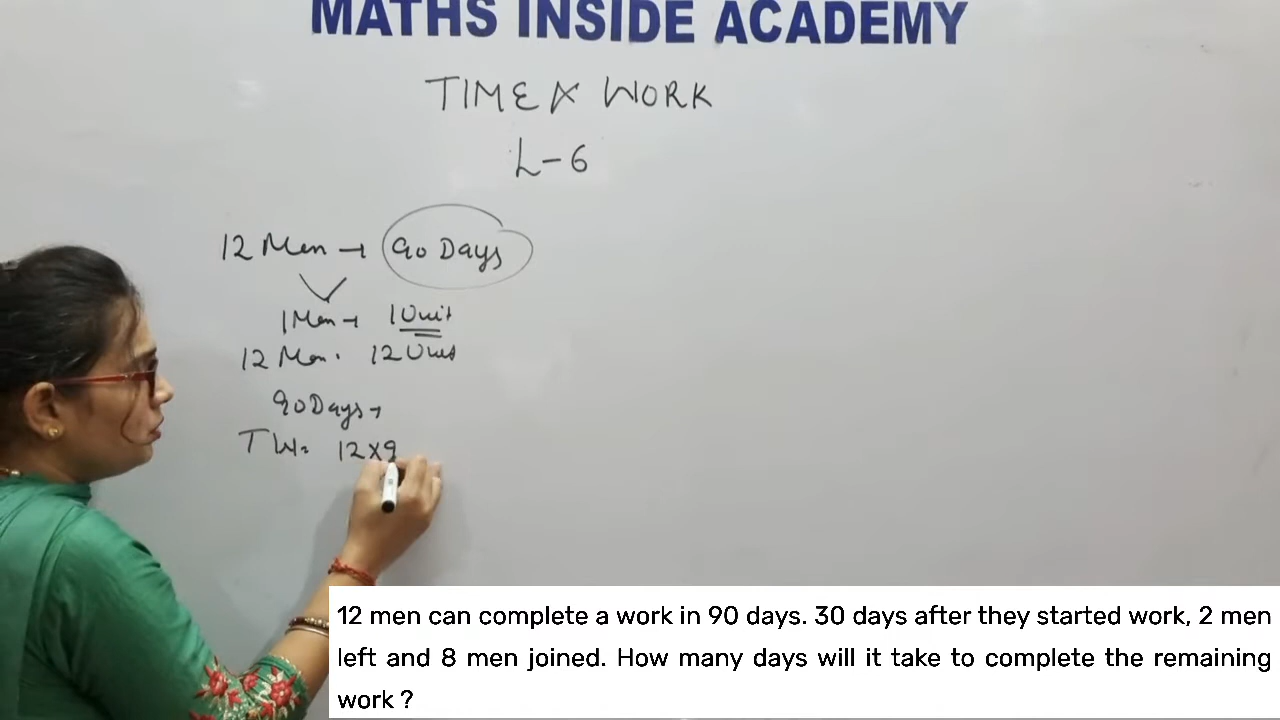 MATHS INSIDE ACADEMY
TIME & WORK
L-6
12 Men → 90 Days
1 Men → 1 Unit
12 Men. 12 Unit
90 Days →
TW = 12×9
12 men can complete a work in 90 days. 30 days after they started work, 2 men
left and 8 men joined. How many days will it take to complete the remaining
work ?